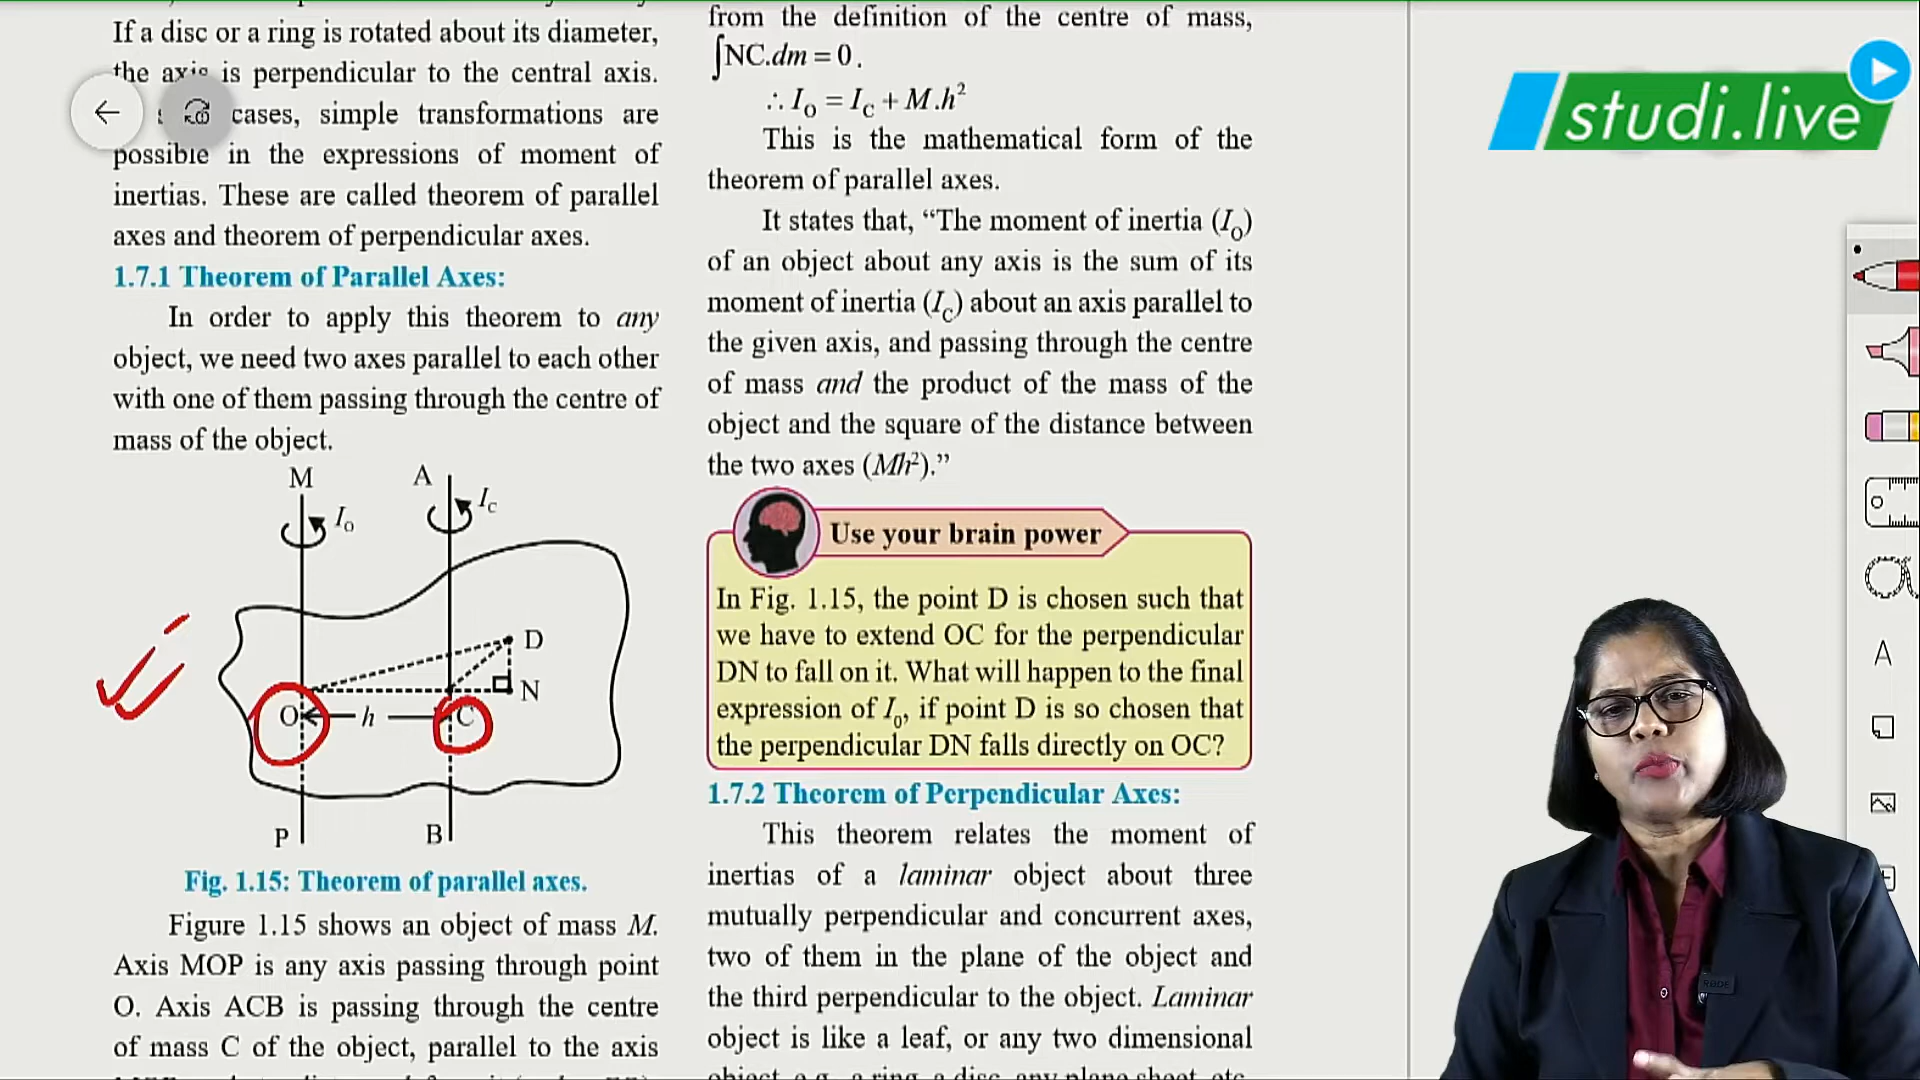 If a disc or a ring is rotated about its diameter,
the axis is perpendicular to the central axis.
cases, simple transformations are
possible in the expressions of moment of
inertias. These are called theorem of parallel
axes and theorem of perpendicular axes.
1.7.1 Theorem of Parallel Axes:
In order to apply this theorem to any
object, we need two axes parallel to each other
with one of them passing through the centre of
mass of the object.
M A
I_o I_c
D
N
O h C
P B
Fig. 1.15: Theorem of parallel axes.
Figure 1.15 shows an object of mass M.
Axis MOP is any axis passing through point
O. Axis ACB is passing through the centre
of mass C of the object, parallel to the axis
from the definition of the centre of mass,
∫NC.dm = 0.
∴ I_O = I_C + M.h²
This is the mathematical form of the
theorem of parallel axes.
It states that, “The moment of inertia (I_O)
of an object about any axis is the sum of its
moment of inertia (I_C) about an axis parallel to
the given axis, and passing through the centre
of mass and the product of the mass of the
object and the square of the distance between
the two axes (Mh²).”
Use your brain power
In Fig. 1.15, the point D is chosen such that
we have to extend OC for the perpendicular
DN to fall on it. What will happen to the final
expression of I_0, if point D is so chosen that
the perpendicular DN falls directly on OC?
1.7.2 Theorem of Perpendicular Axes:
This theorem relates the moment of
inertias of a laminar object about three
mutually perpendicular and concurrent axes,
two of them in the plane of the object and
the third perpendicular to the object. Laminar
object is like a leaf, or any two dimensional
object, e.g., a ring, a disc, any plane sheet, etc.
studi.live
A
RODE